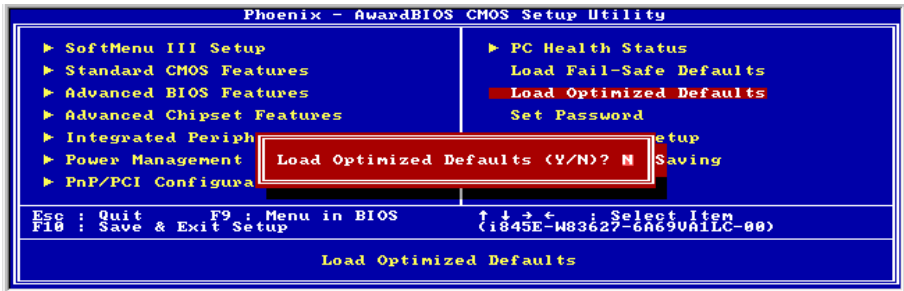 Phoenix - AwardBIOS CMOS Setup Utility
► SoftMenu III Setup
► Standard CMOS Features
► Advanced BIOS Features
► Advanced Chipset Features
► Integrated Periph
► Power Management
► PnP/PCI Configura
► PC Health Status
Load Fail-Safe Defaults
Load Optimized Defaults
Set Password
etup
Saving
Load Optimized Defaults (Y/N)? N
Esc : Quit F9 : Menu in BIOS ↑ ↓ → ← : Select Item
F10 : Save & Exit Setup (i845E-W83627-6A69VA1LC-00)
Load Optimized Defaults